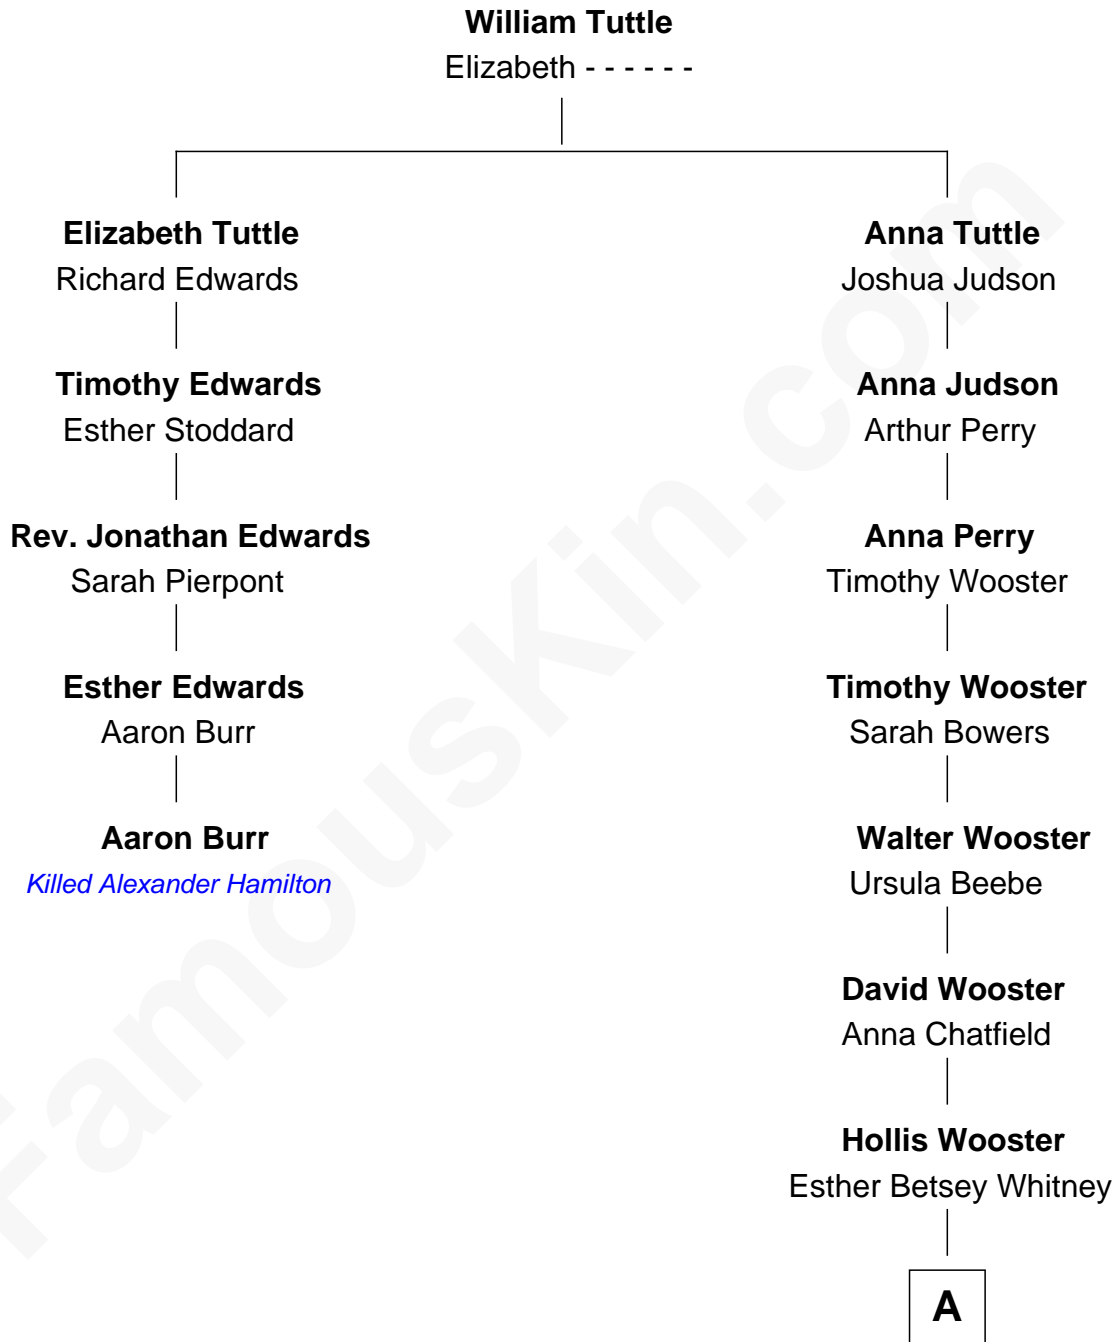 William Tuttle
Elizabeth - - - - - -
Elizabeth Tuttle
Richard Edwards
Timothy Edwards
Esther Stoddard
Rev. Jonathan Edwards
Sarah Pierpont
Esther Edwards
Aaron Burr
Aaron Burr
Killed Alexander Hamilton
Anna Tuttle
Joshua Judson
Anna Judson
Arthur Perry
Anna Perry
Timothy Wooster
Timothy Wooster
Sarah Bowers
Walter Wooster
Ursula Beebe
David Wooster
Anna Chatfield
Hollis Wooster
Esther Betsey Whitney
A
FamousKin.com